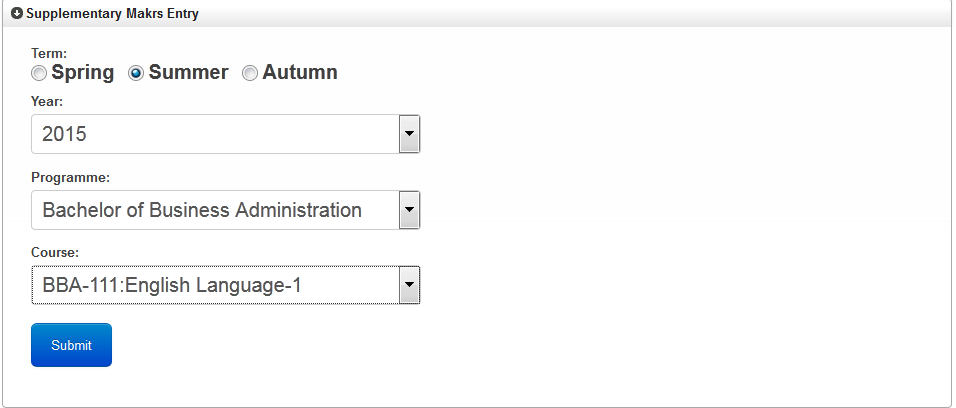 Supplementary Makrs Entry
Term:
Spring Summer Autumn
Year:
2015
Programme:
Bachelor of Business Administration
Course:
BBA-111:English Language-1
Submit